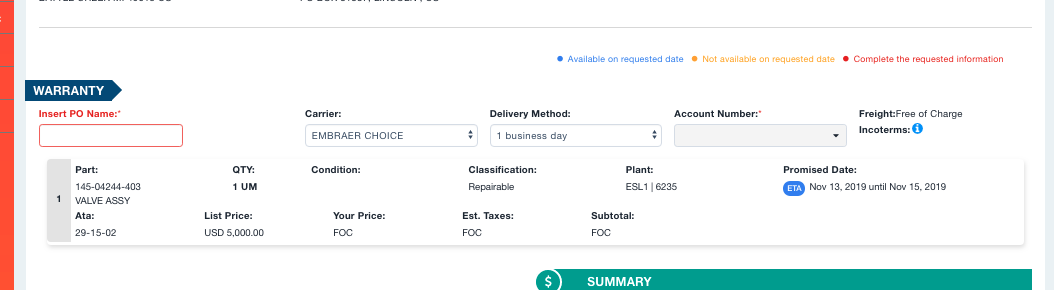 Available on requested date Not available on requested date Complete the requested information
WARRANTY
Insert PO Name:* Carrier: Delivery Method: Account Number:* Freight:Free of Charge
EMBRAER CHOICE 1 business day Incoterms:
Part: QTY: Condition: Classification: Plant: Promised Date:
1 145-04244-403 1 UM Repairable ESL1 | 6235 ETA Nov 13, 2019 until Nov 15, 2019
VALVE ASSY
Ata: List Price: Your Price: Est. Taxes: Subtotal:
29-15-02 USD 5,000.00 FOC FOC FOC
$ SUMMARY